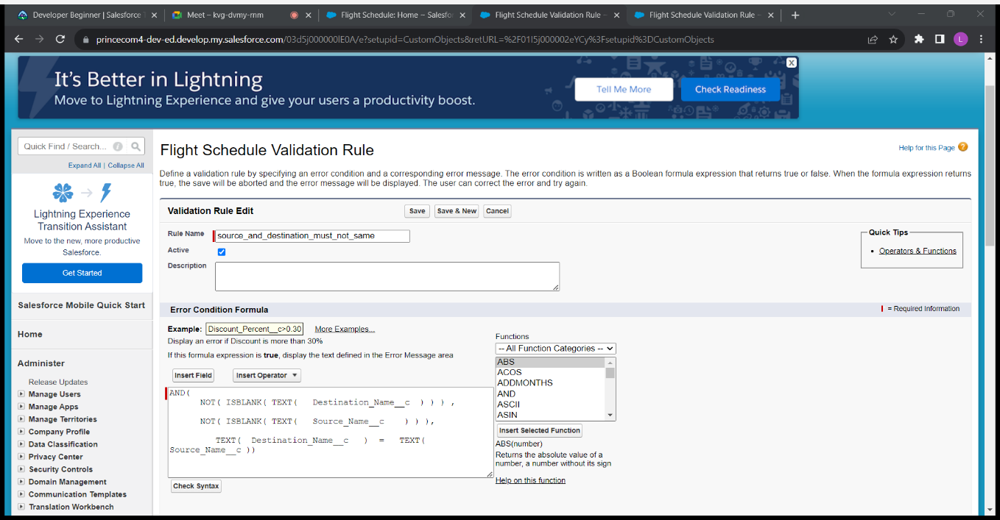 Developer Beginner | Salesforce
Meet – kvg-dvmy-rnm
Flight Schedule: Home ~ Salesfo
Flight Schedule Validation Rule ~
Flight Schedule Validation Rule ~
princecom4-dev-ed.develop.my.salesforce.com/03d5j000000lE0A/e?setupid=CustomObjects&retURL=%2F01I5j000002eYCy%3Fsetupid%3DCustomObjects
L
It's Better in Lightning
Move to Lightning Experience and give your users a productivity boost.
Tell Me More
Check Readiness
X
Quick Find / Search...
Expand All | Collapse All
Lightning Experience
Transition Assistant
Move to the new, more productive
Salesforce.
Get Started
Salesforce Mobile Quick Start
Home
Administer
Release Updates
Manage Users
Manage Apps
Manage Territories
Company Profile
Data Classification
Privacy Center
Security Controls
Domain Management
Communication Templates
Translation Workbench
Flight Schedule Validation Rule
Help for this Page ?
Define a validation rule by specifying an error condition and a corresponding error message. The error condition is written as a Boolean formula expression that returns true or false. When the formula expression returns
true, the save will be aborted and the error message will be displayed. The user can correct the error and try again.
Validation Rule Edit
Save
Save & New
Cancel
Rule Name
source_and_destination_must_not_same
Active
Description
Quick Tips
• Operators & Functions
Error Condition Formula
= Required Information
Example: Discount_Percent__c>0.30 More Examples...
Display an error if Discount is more than 30%
If this formula expression is true, display the text defined in the Error Message area
Insert Field
Insert Operator
AND(
NOT( ISBLANK( TEXT( Destination_Name__c ) ) ) ,
NOT( ISBLANK( TEXT( Source_Name__c ) ) ),
TEXT( Destination_Name__c ) = TEXT(
Source_Name__c ))
Check Syntax
Functions
-- All Function Categories --
ABS
ACOS
ADDMONTHS
AND
ASCII
ASIN
Insert Selected Function
ABS(number)
Returns the absolute value of a
number, a number without its sign
Help on this function